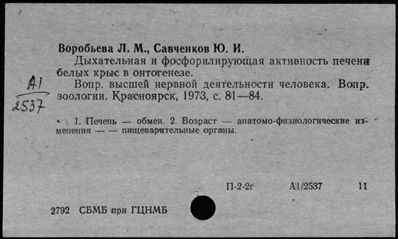 Воробьева Л. М., Савченков Ю. И.
Дыхательная и фосфорилирующая активность печени
белых крыс в онтогенезе.
А1
2537
Вопр. высшей нервной деятельности человека. Вопр.
зоологии. Красноярск, 1973, с. 81—84.
1. Печень — обмен. 2. Возраст — анатомо-физиологические из-
менения — — пищеварительные органы.
П-2-2г А1/2537 11
2792 СБМБ при ГЦНМБ